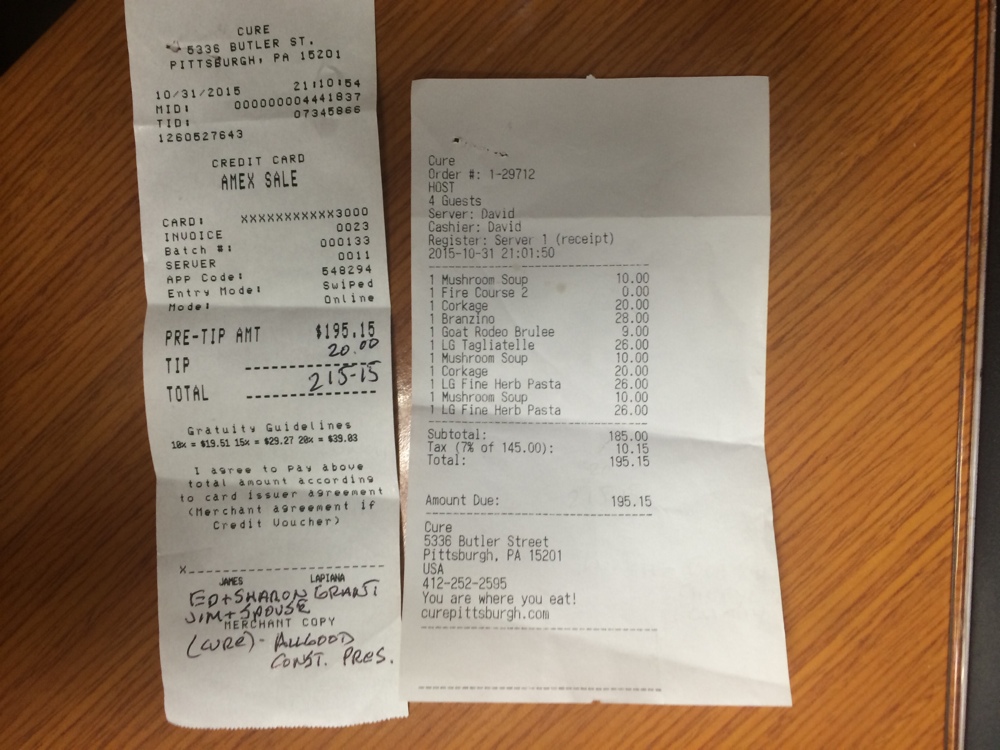 CURE
5336 BUTLER ST.
PITTSBURGH, PA 15201
10/31/2015 21:10:54
MID: 000000004441837
TID: 07345866
1260527643
CREDIT CARD
AMEX SALE
CARD: XXXXXXXXXXX3000
INVOICE 0023
Batch #: 000133
SERVER 0011
APP Code: 548294
Entry Mode: Swiped
Mode: Online
PRE-TIP AMT $195.15
TIP 20.00
TOTAL 215-15
Gratuity Guidelines
10% = $19.51 15% = $29.27 20% = $39.03
I agree to pay above
total amount according
to card issuer agreement
(Merchant agreement if
Credit Voucher)
X
JAMES LAPIANA
ED + SHARON GRANT
JIM + SPOUSE
MERCHANT COPY
(CURE) - ALLGOOD
CONST. PRES.
Cure
Order #: 1-29712
HOST
4 Guests
Server: David
Cashier: David
Register: Server 1 (receipt)
2015-10-31 21:01:50
1 Mushroom Soup 10.00
1 Fire Course 2 0.00
1 Corkage 20.00
1 Branzino 28.00
1 Goat Rodeo Brulee 9.00
1 LG Tagliatelle 26.00
1 Mushroom Soup 10.00
1 Corkage 20.00
1 LG Fine Herb Pasta 26.00
1 Mushroom Soup 10.00
1 LG Fine Herb Pasta 26.00
Subtotal: 185.00
Tax (7% of 145.00): 10.15
Total: 195.15
Amount Due: 195.15
Cure
5336 Butler Street
Pittsburgh, PA 15201
USA
412-252-2595
You are where you eat!
curepittsburgh.com